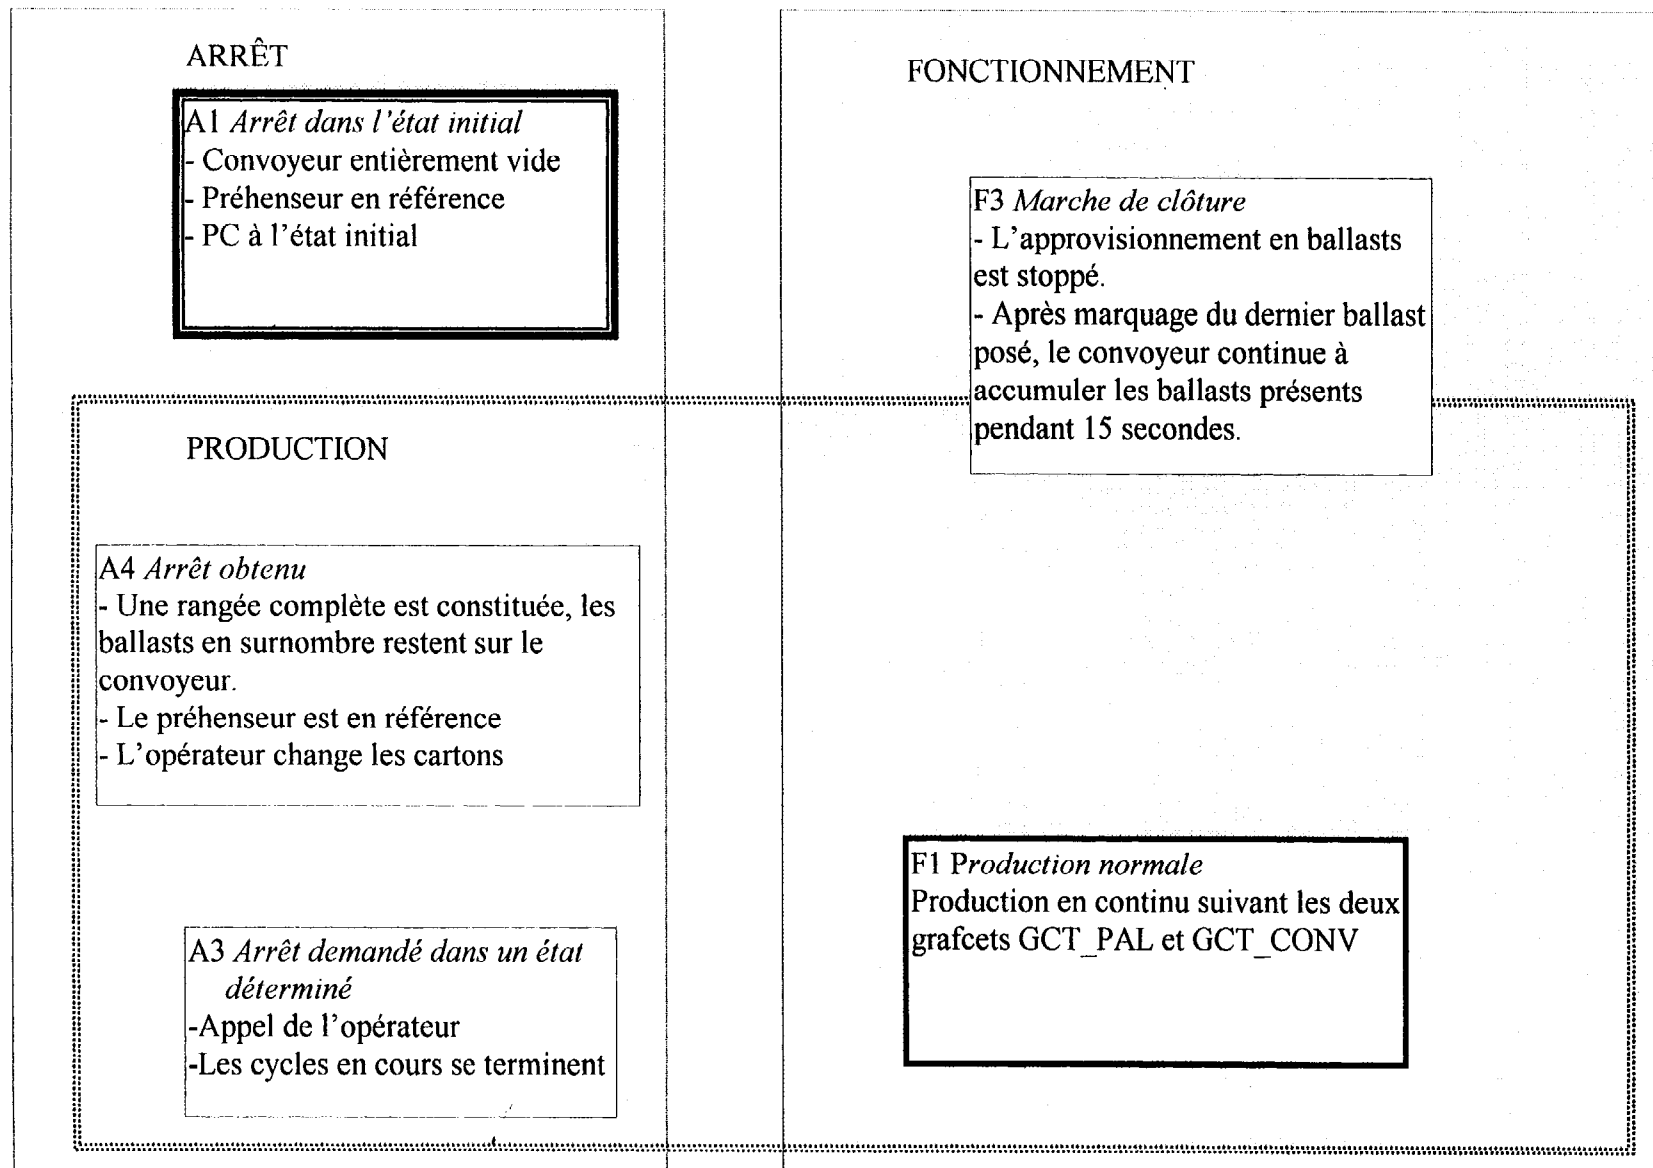 ARRÊT
A1 Arrêt dans l'état initial
- Convoyeur entièrement vide
- Préhenseur en référence
- PC à l'état initial
FONCTIONNEMENT
F3 Marche de clôture
- L'approvisionnement en ballasts
est stoppé.
- Après marquage du dernier ballast
posé, le convoyeur continue à
accumuler les ballasts présents
pendant 15 secondes.
PRODUCTION
A4 Arrêt obtenu
- Une rangée complète est constituée, les
ballasts en surnombre restent sur le
convoyeur.
- Le préhenseur est en référence
- L'opérateur change les cartons
A3 Arrêt demandé dans un état
déterminé
-Appel de l'opérateur
-Les cycles en cours se terminent
F1 Production normale
Production en continu suivant les deux
grafcets GCT_PAL et GCT_CONV